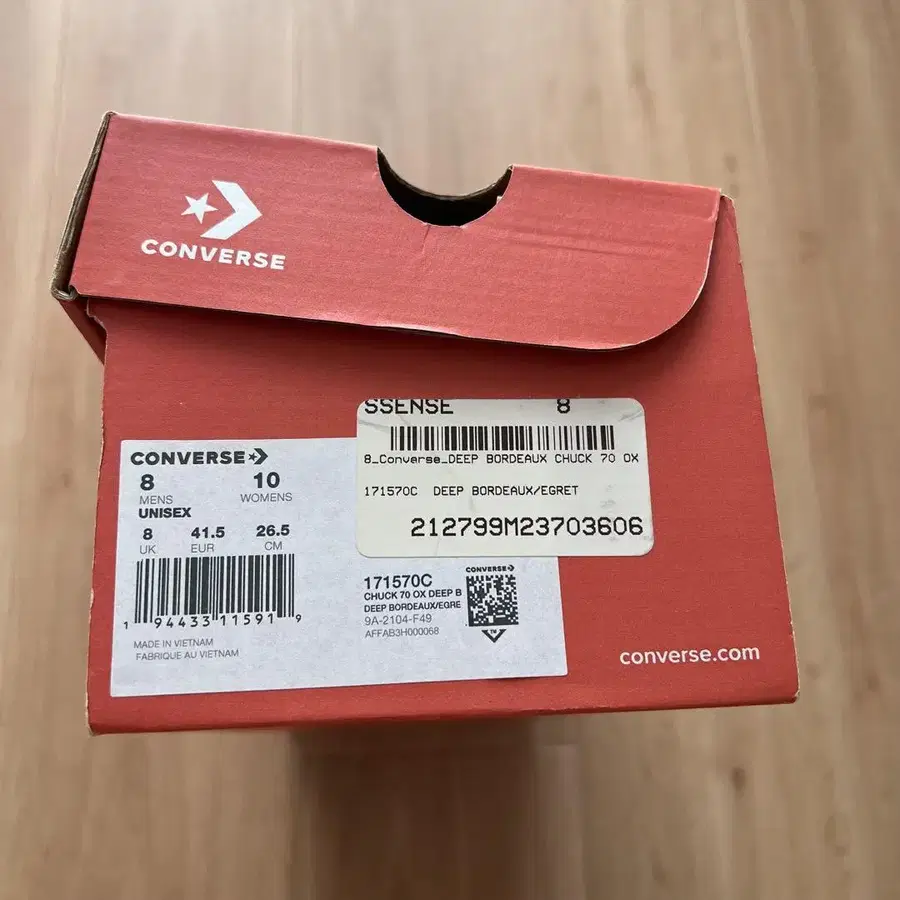 CONVERSE
SSENSE 8
8_Converse_DEEP BORDEAUX CHUCK 70 OX
171570C DEEP BORDEAUX/EGRET
212799M23703606
CONVERSE
8 10
MENS WOMENS
UNISEX
8 41.5 26.5
UK EUR CM
1 94433 11591 9
MADE IN VIETNAM
FABRIQUE AU VIETNAM
CONVERSE
171570C
CHUCK 70 OX DEEP B
DEEP BORDEAUX/EGRE
9A-2104-F49
AFFAB3H000068
converse.com